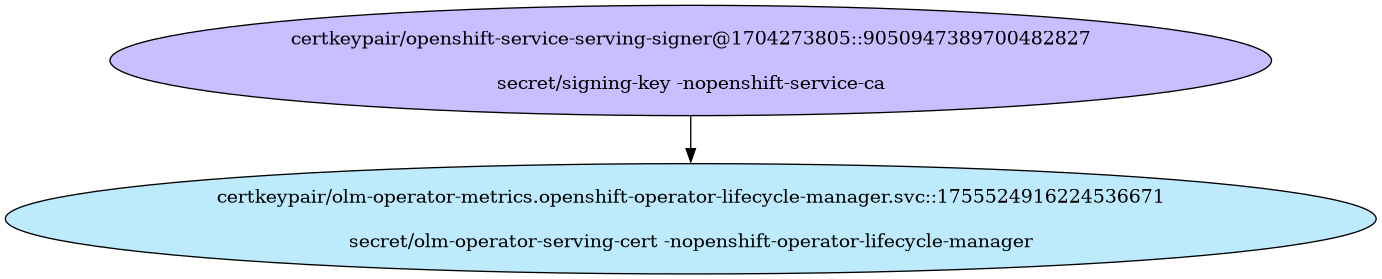 certkeypair/openshift-service-serving-signer@1704273805::9050947389700482827
secret/signing-key -nopenshift-service-ca
certkeypair/olm-operator-metrics.openshift-operator-lifecycle-manager.svc::1755524916224536671
secret/olm-operator-serving-cert -nopenshift-operator-lifecycle-manager